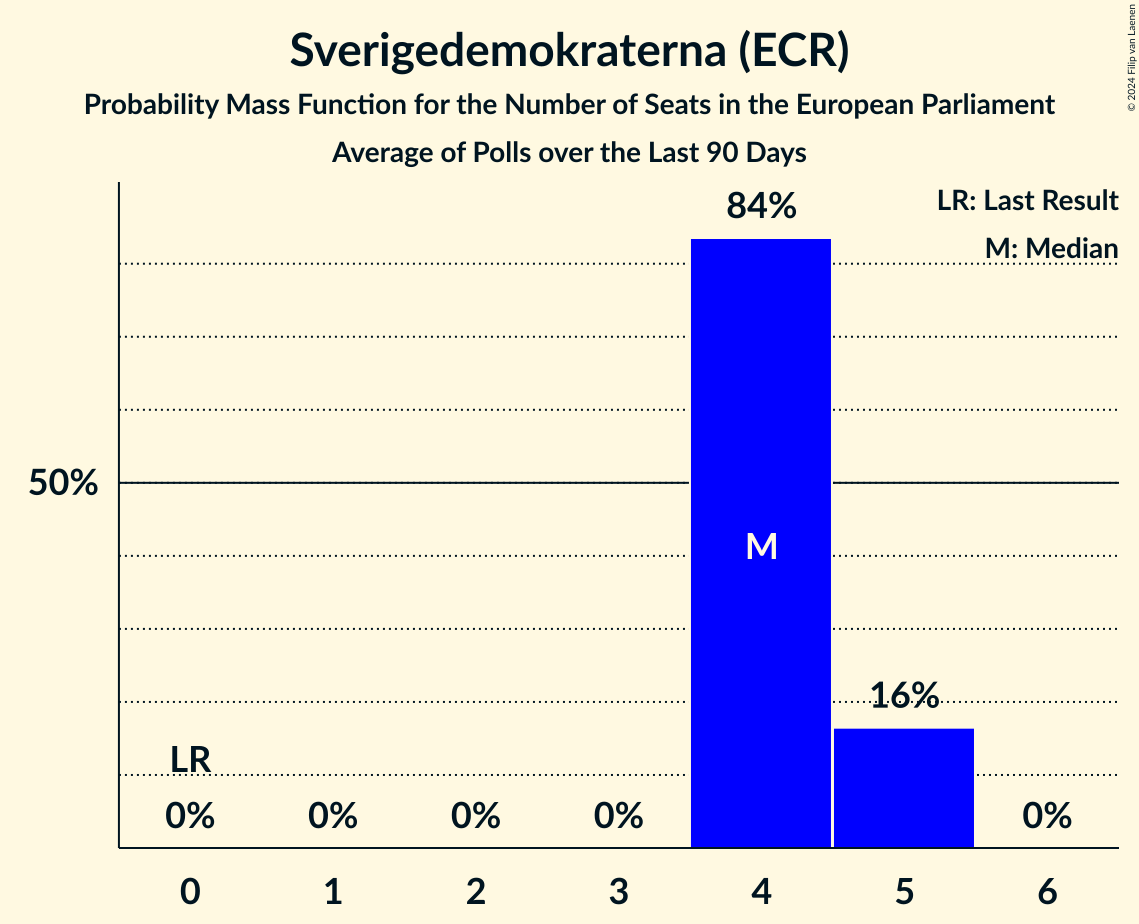 Sverigedemokraterna (ECR)
Probability Mass Function for the Number of Seats in the European Parliament
Average of Polls over the Last 90 Days
© 2024 Filip van Laenen
LR: Last Result
M: Median
84%
50%
M
16%
LR
0%
0%
0%
0%
0%
0
1
2
3
4
5
6